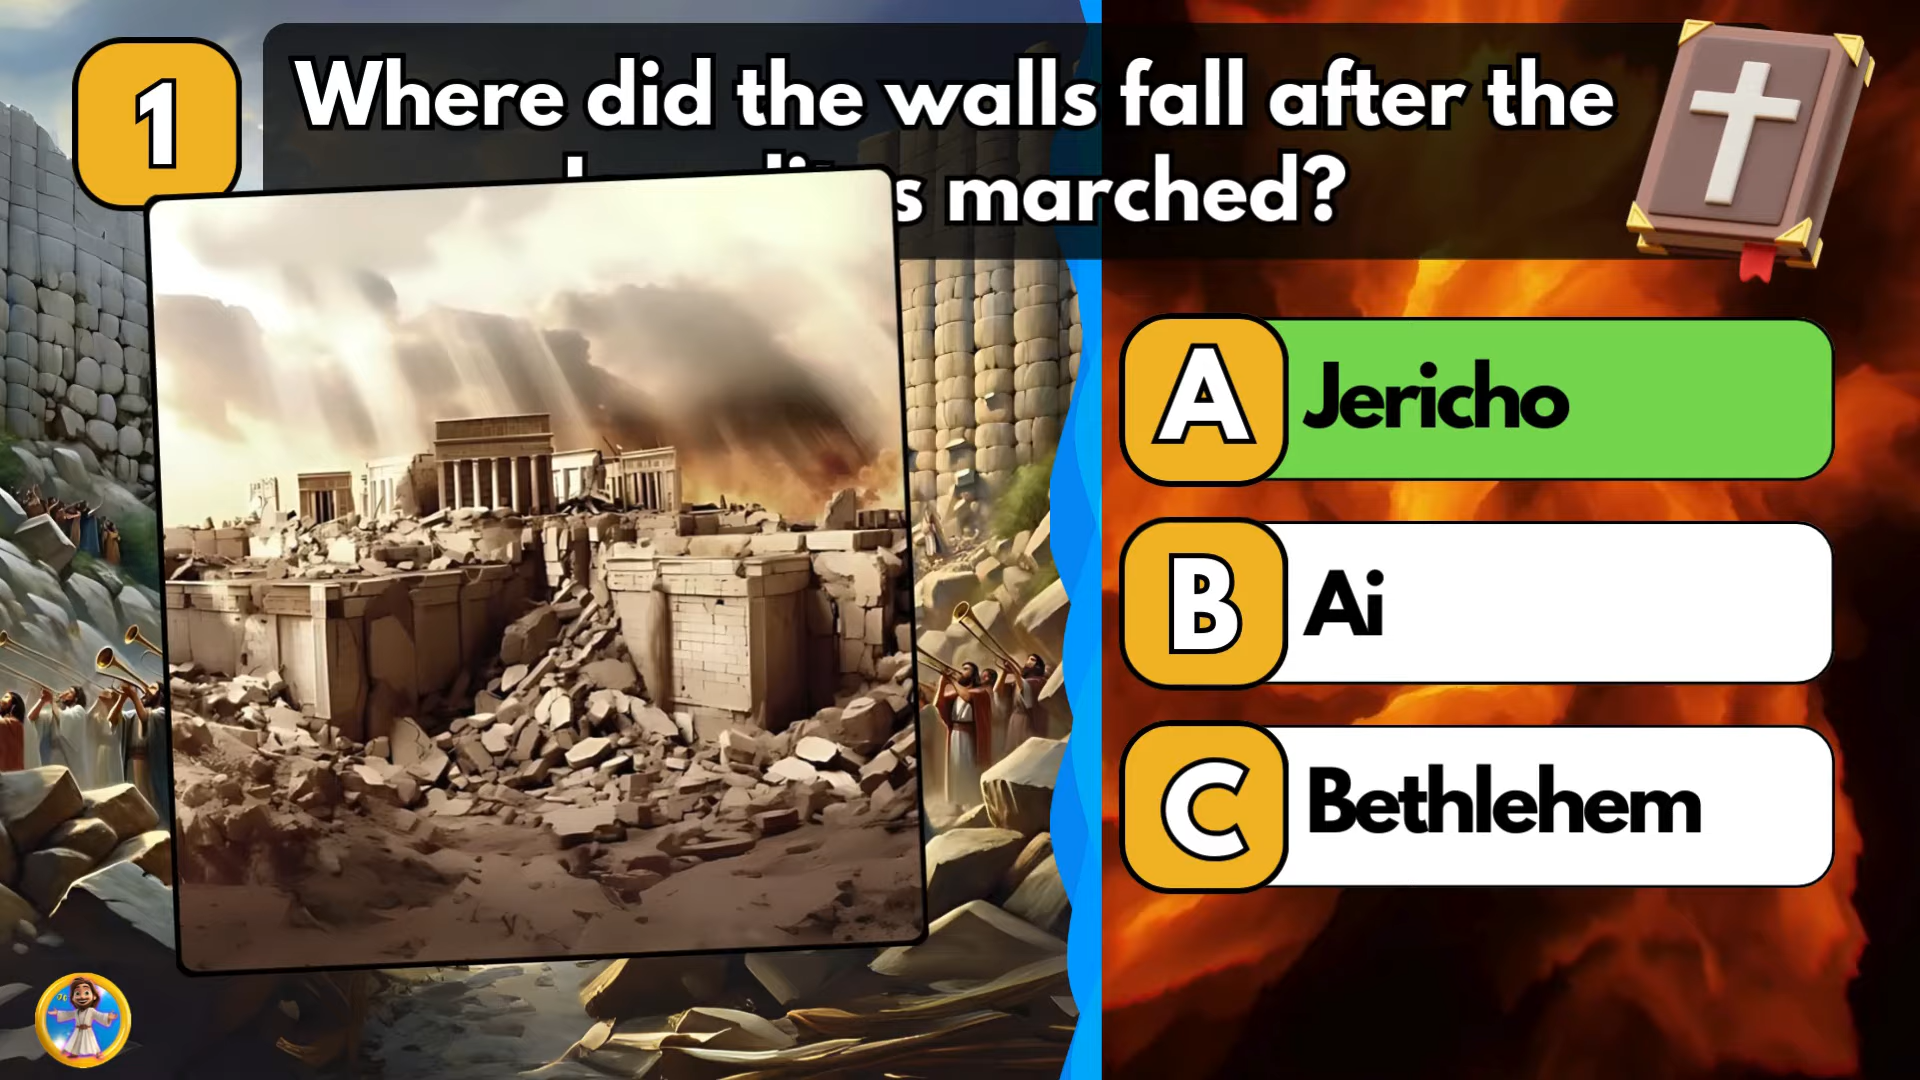 1
Where did the walls fall after the
marched?
A
Jericho
B
Ai
C
Bethlehem